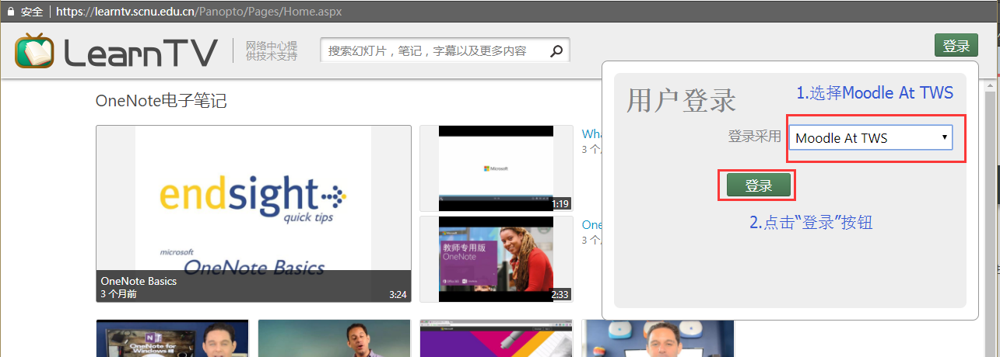 安全 | https://learntv.scnu.edu.cn/Panopto/Pages/Home.aspx
LearnTV
网络中心提
供技术支持
搜索幻灯片，笔记，字幕以及更多内容
登录
OneNote电子笔记
endsight
quick tips
microsoft
OneNote Basics
OneNote Basics
3 个月前
3:24
Microsoft
1:19
Wha
3 个
教师专用版
OneNote
2:33
One
3 个
OneNote for
Windows
用户登录
1.选择Moodle At TWS
登录采用
Moodle At TWS
登录
2.点击“登录”按钮